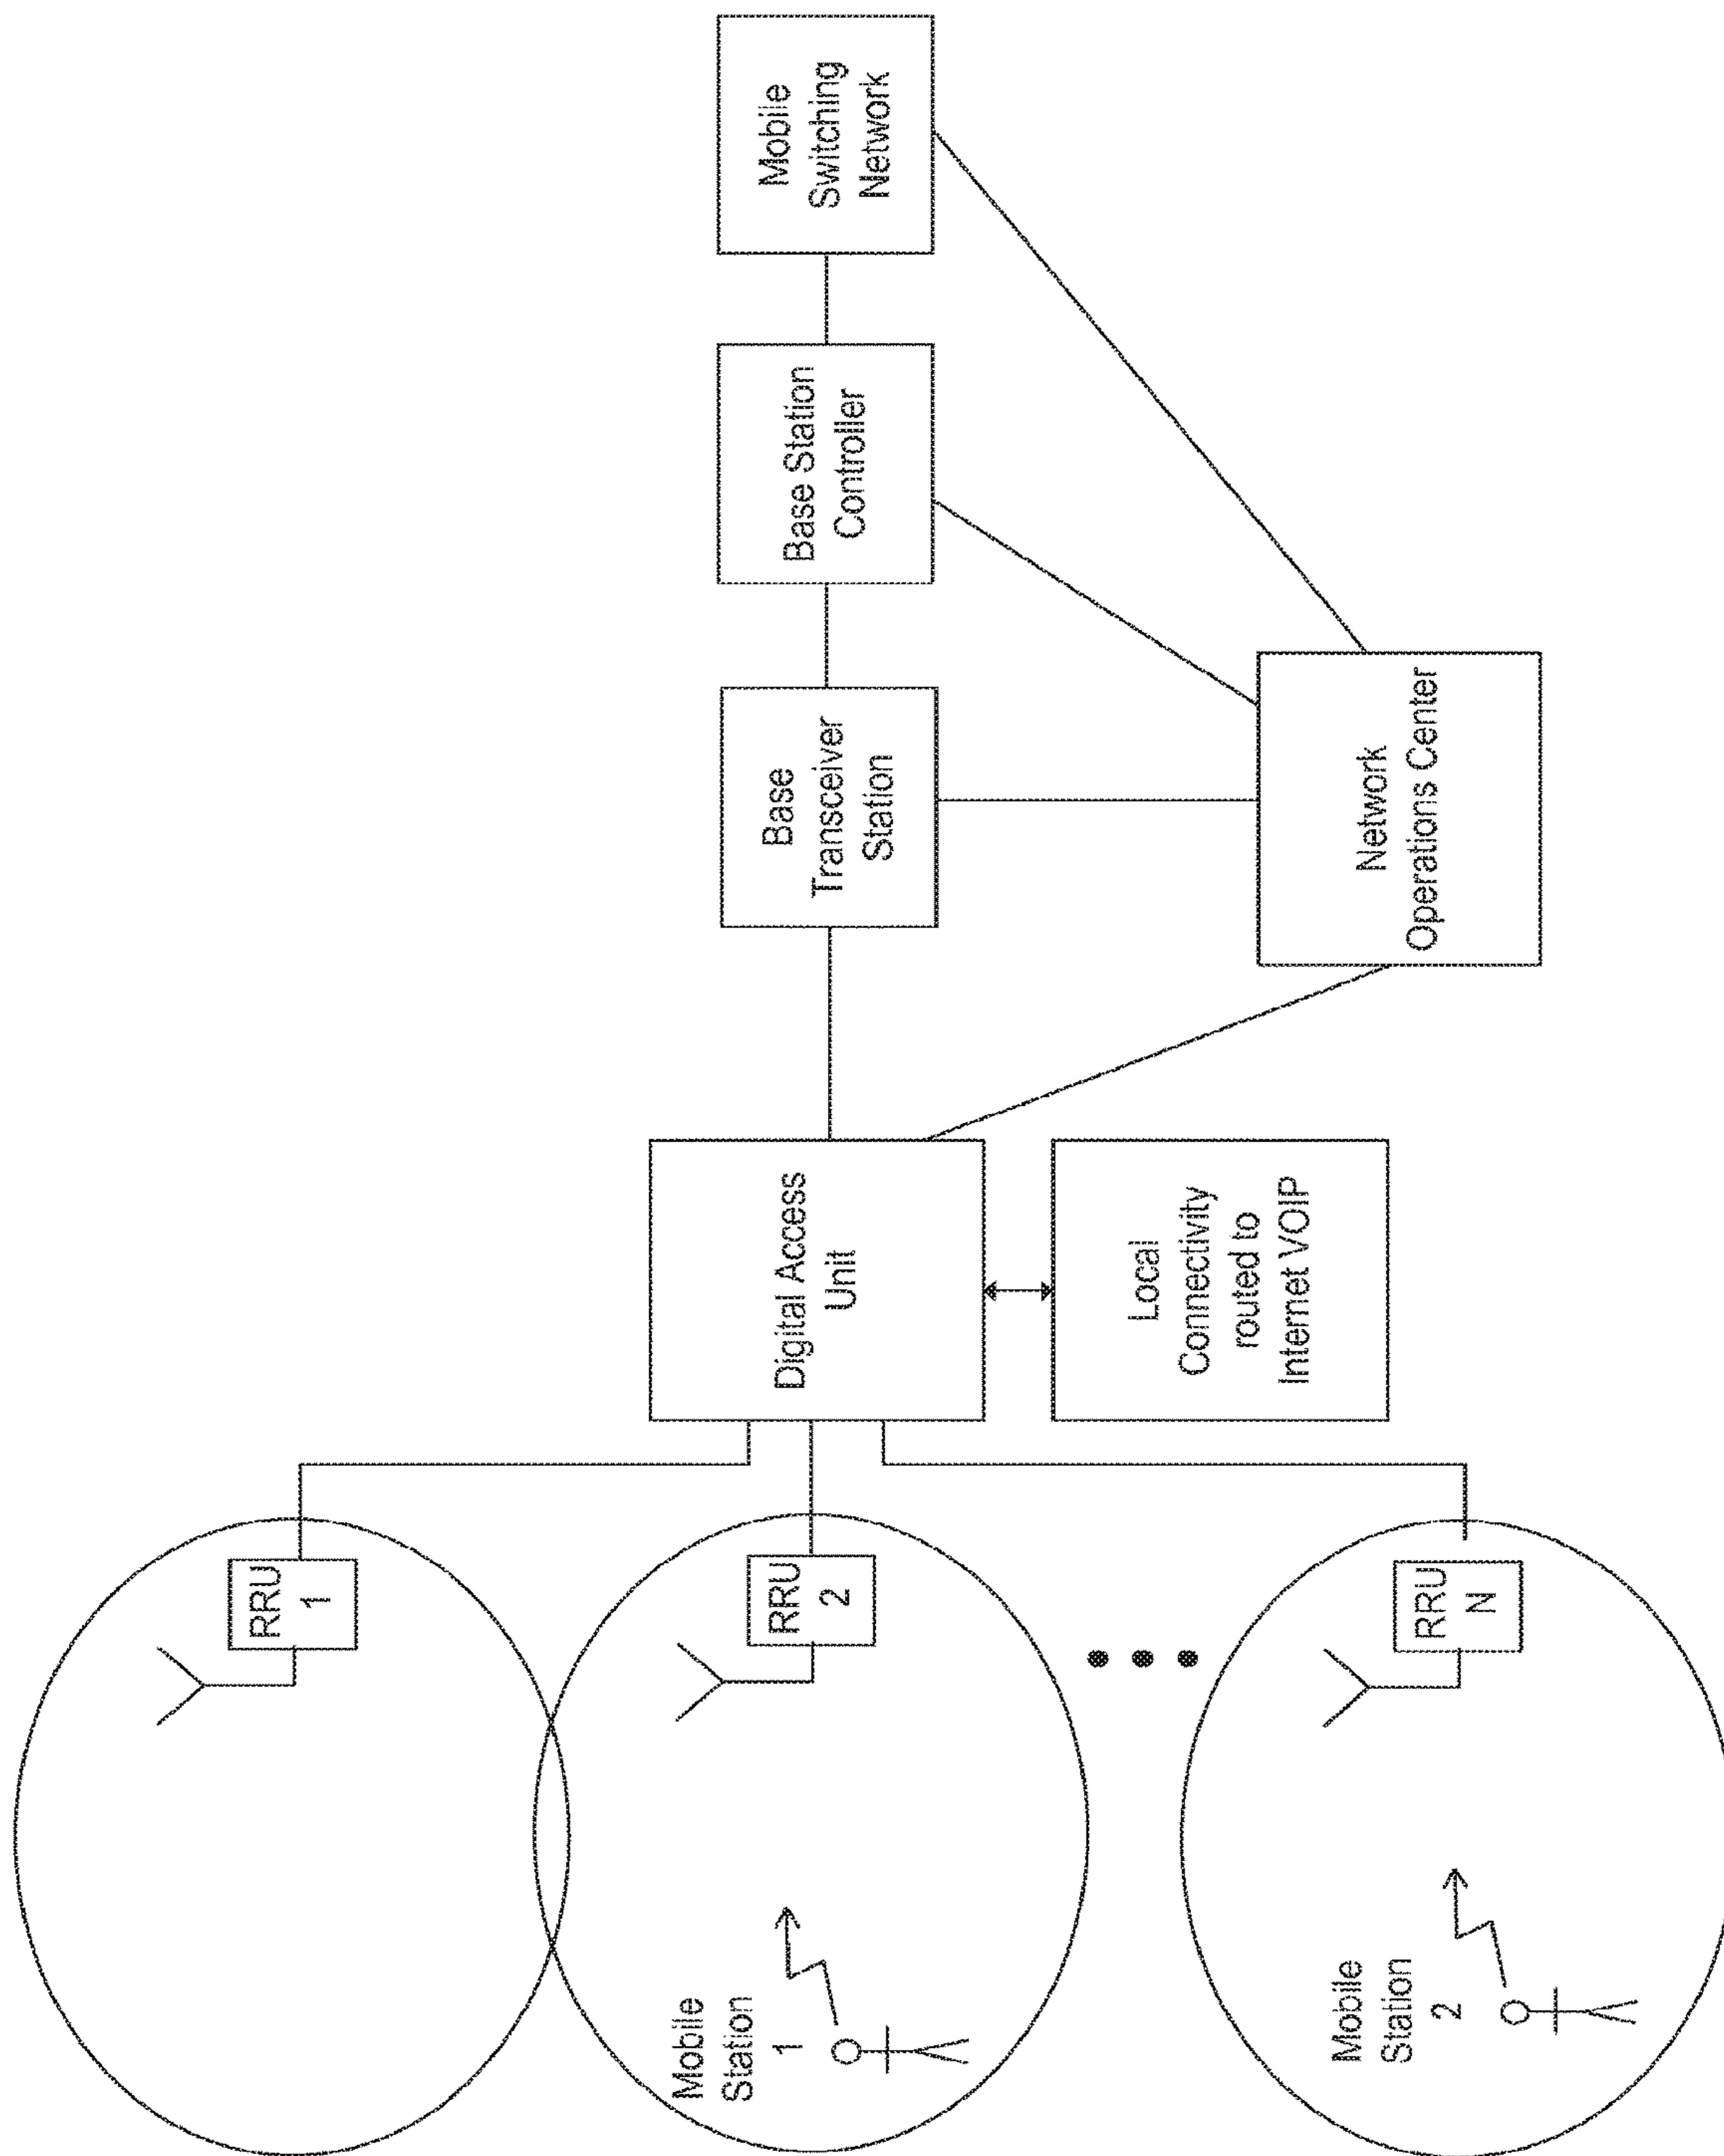 RRU
1
Mobile
Station
1
RRU
2
Mobile
Station
2
RRU
N
Digital Access
Unit
Local
Connectivity
routed to
Internet VOIP
Base
Transceiver
Station
Base Station
Controller
Mobile
Switching
Network
Network
Operations Center